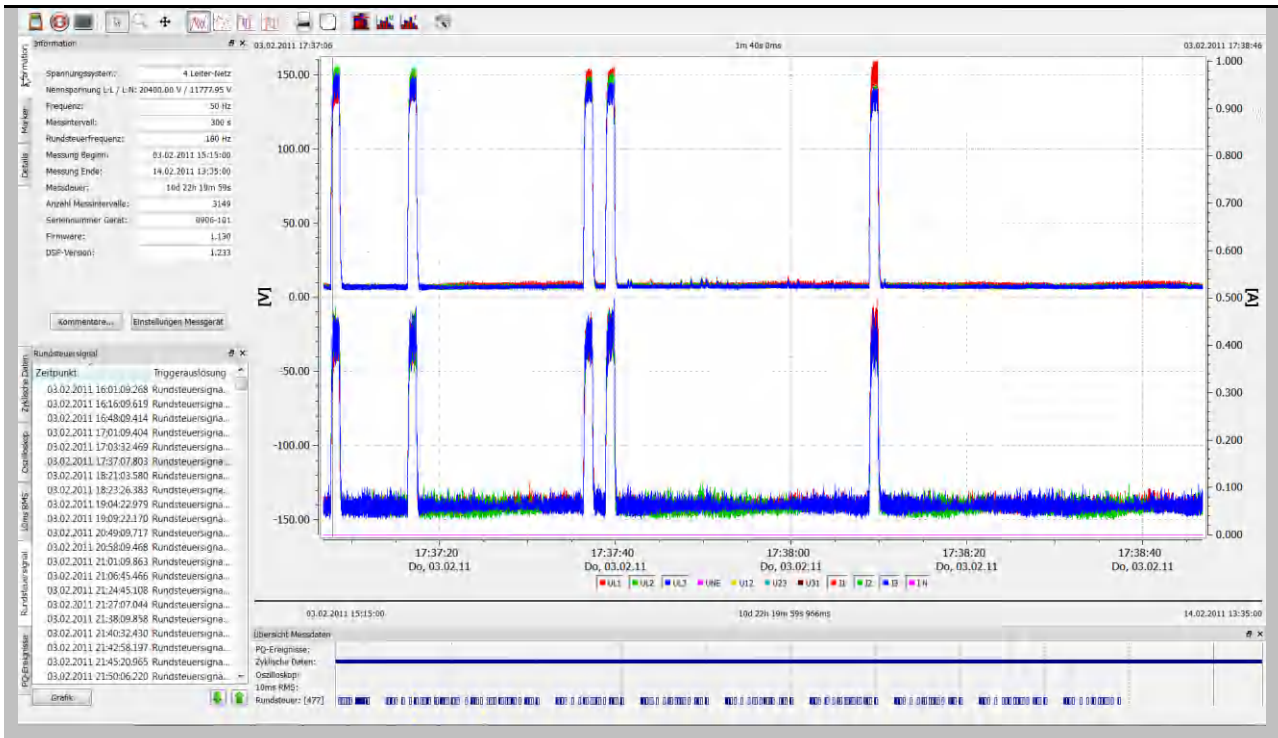 Information
03.02.2011 17:37:06
1m 40s 0ms
03.02.2011 17:38:46
Information
Marker
Details
Spannungssystem: 4 Leiter-Netz
Nennspannung L-L / L-N: 20400.00 V / 11777.95 V
Frequenz: 50 Hz
Messintervall: 300 s
Rundsteuerfrequenz: 180 Hz
Messung Beginn: 03.02.2011 15:15:00
Messung Ende: 14.02.2011 13:35:00
Messdauer: 10d 22h 19m 59s
Anzahl Messintervalle: 3149
Seriennummer Gerät: 0906-101
Firmware: 1.130
DSP-Version: 1.233
Kommentare...
Einstellungen Messgerät
Zyklische Daten
Oszilloskop
10ms RMS
Rundsteuersignal
PQ-Ereignisse
Rundsteuersignal
Zeitpunkt Triggerauslösung
03.02.2011 16:01:09.268 Rundsteuersigna...
03.02.2011 16:16:09.619 Rundsteuersigna...
03.02.2011 16:48:09.414 Rundsteuersigna...
03.02.2011 17:01:09.404 Rundsteuersigna...
03.02.2011 17:03:32.469 Rundsteuersigna...
03.02.2011 17:37:07.803 Rundsteuersigna...
03.02.2011 18:21:03.580 Rundsteuersigna...
03.02.2011 18:23:26.383 Rundsteuersigna...
03.02.2011 19:04:22.979 Rundsteuersigna...
03.02.2011 19:09:22.170 Rundsteuersigna...
03.02.2011 20:49:09.717 Rundsteuersigna...
03.02.2011 20:58:09.468 Rundsteuersigna...
03.02.2011 21:01:09.863 Rundsteuersigna...
03.02.2011 21:06:45.466 Rundsteuersigna...
03.02.2011 21:24:45.108 Rundsteuersigna...
03.02.2011 21:27:07.044 Rundsteuersigna...
03.02.2011 21:38:09.858 Rundsteuersigna...
03.02.2011 21:40:32.430 Rundsteuersigna...
03.02.2011 21:42:58.197 Rundsteuersigna...
03.02.2011 21:45:20.965 Rundsteuersigna...
03.02.2011 21:50:06.220 Rundsteuersigna...
Grafik
[V]
150.00
100.00
50.00
0.00
-50.00
-100.00
-150.00
[A]
1.000
0.900
0.800
0.700
0.600
0.500
0.400
0.300
0.200
0.100
0.000
17:37:20 17:37:40 17:38:00 17:38:20 17:38:40
Do, 03.02.11 Do, 03.02.11 Do, 03.02.11 Do, 03.02.11 Do, 03.02.11
UL1 UL2 UL3 UNE U12 U23 U31 I1 I2 I3 I N
03.02.2011 15:15:00
10d 22h 19m 59s 966ms
14.02.2011 13:35:00
Übersicht Messdaten
PQ-Ereignisse:
Zyklische Daten:
Oszilloskop:
10ms RMS:
Rundsteuer: [477]